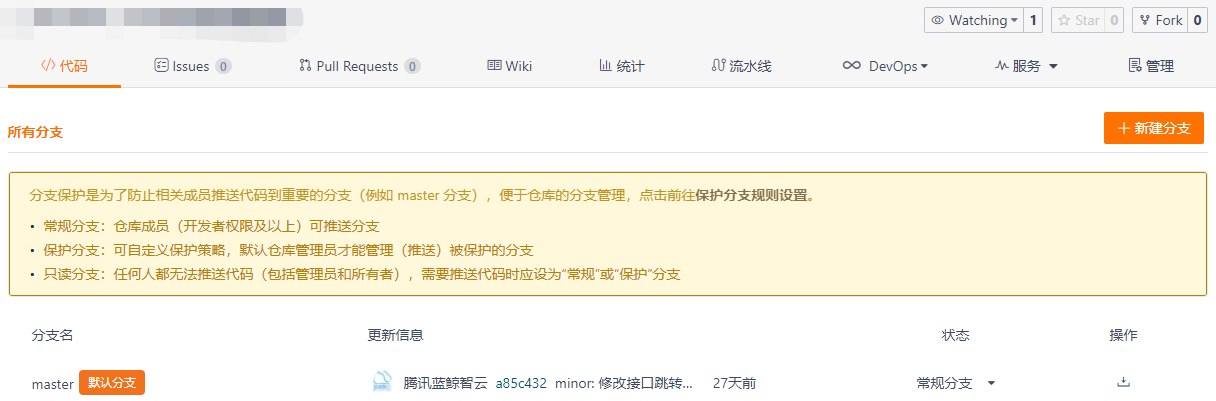 Watching 1 Star 0 Fork 0
代码 Issues 0 Pull Requests 0 Wiki 统计 流水线 DevOps 服务 管理
所有分支 新建分支
分支保护是为了防止相关成员推送代码到重要的分支（例如 master 分支），便于仓库的分支管理，点击前往保护分支规则设置。
• 常规分支：仓库成员（开发者权限及以上）可推送分支
• 保护分支：可自定义保护策略，默认仓库管理员才能管理（推送）被保护的分支
• 只读分支：任何人都无法推送代码（包括管理员和所有者），需要推送代码时应设为“常规”或“保护”分支
分支名 更新信息 状态 操作
master 默认分支 腾讯蓝鲸智云 a85c432 minor: 修改接口跳转... 27天前 常规分支